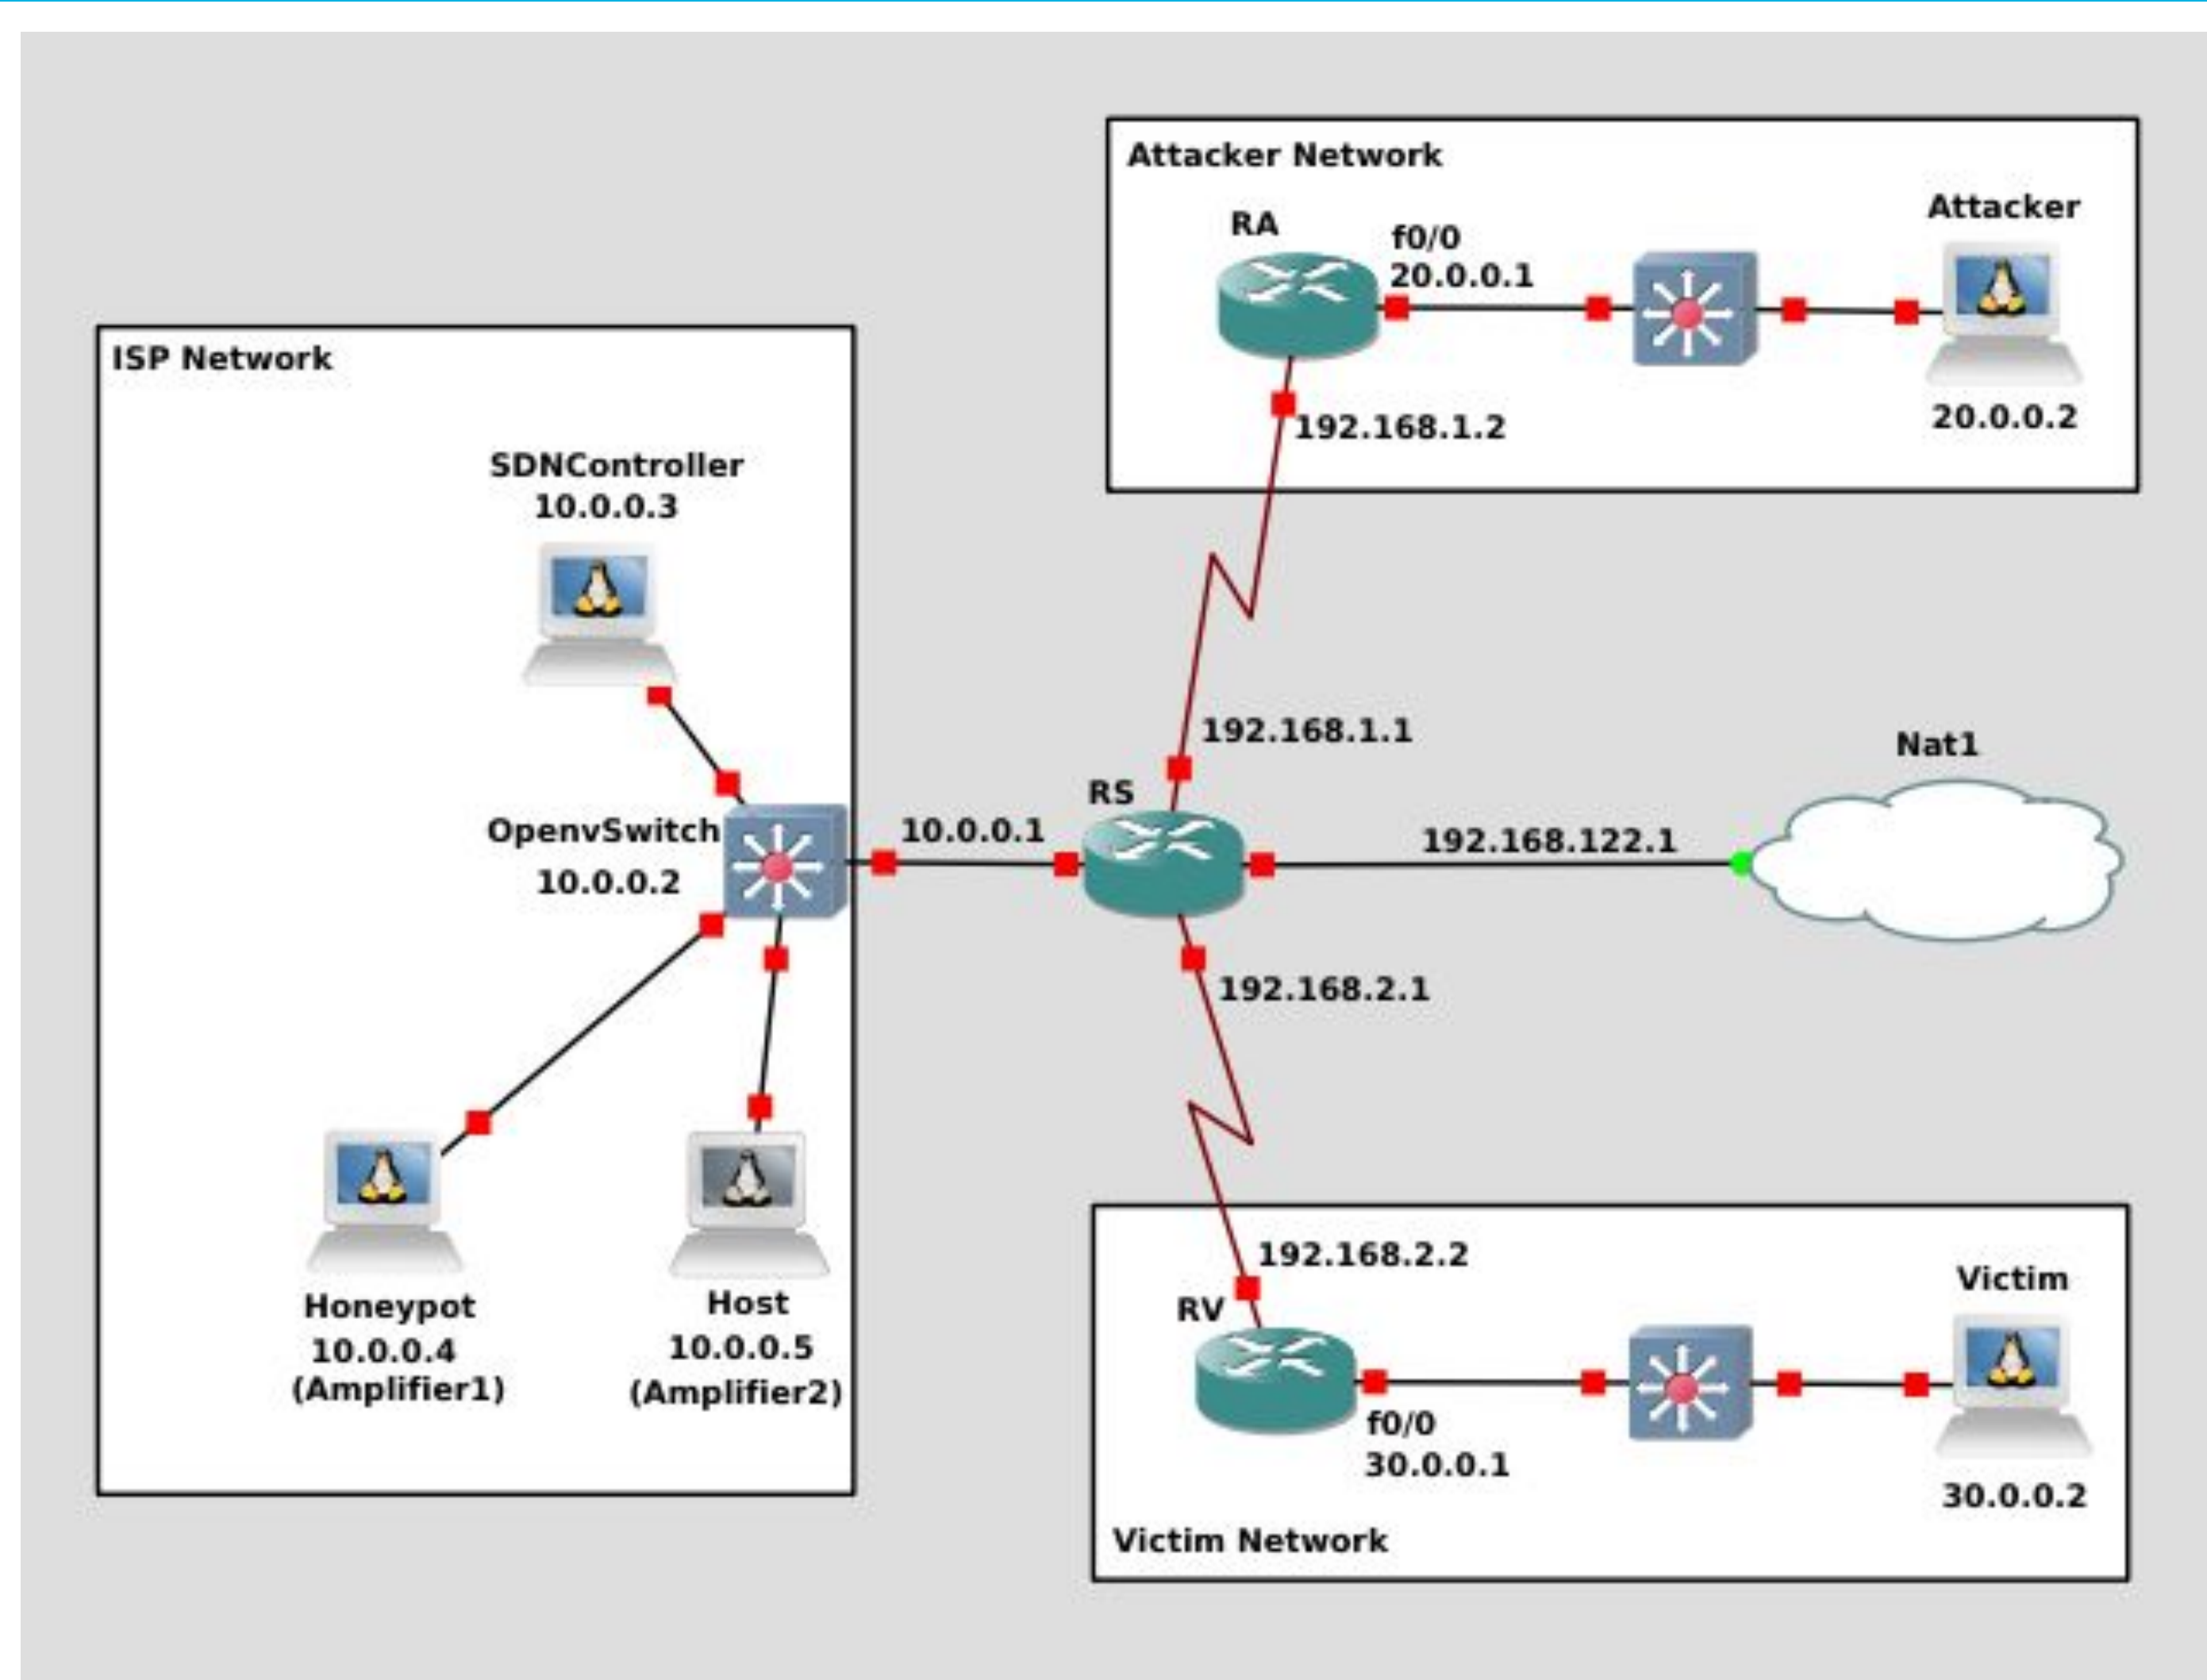 Attacker Network
RA
f0/0
20.0.0.1
Attacker
20.0.0.2
192.168.1.2
ISP Network
SDNController
10.0.0.3
OpenvSwitch
10.0.0.2
10.0.0.1
RS
192.168.1.1
192.168.122.1
Nat1
192.168.2.1
Honeypot
10.0.0.4
(Amplifier1)
Host
10.0.0.5
(Amplifier2)
192.168.2.2
RV
f0/0
30.0.0.1
Victim
30.0.0.2
Victim Network